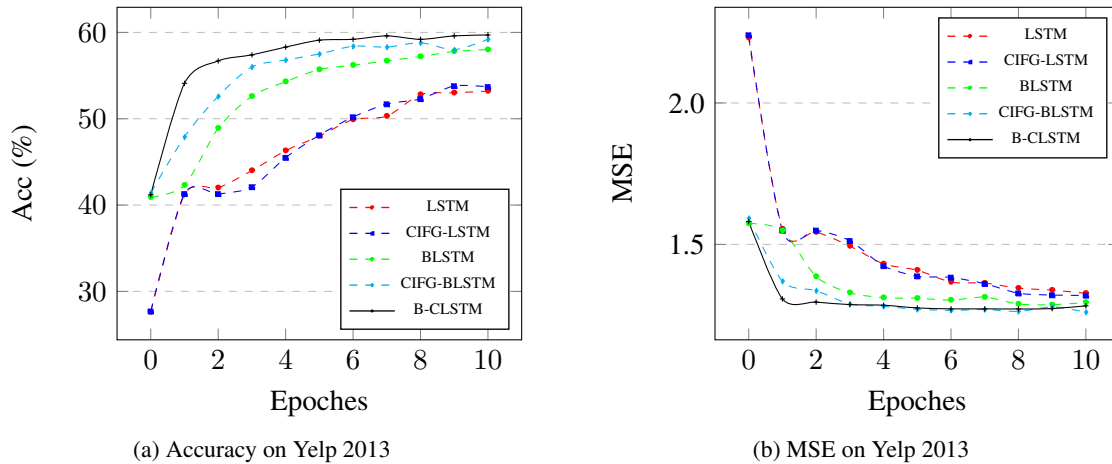 60
50
40
30
Acc (%)
LSTM
CIFG-LSTM
BLSTM
CIFG-BLSTM
B-CLSTM
0 2 4 6 8 10
Epoches
(a) Accuracy on Yelp 2013
2.0
1.5
MSE
LSTM
CIFG-LSTM
BLSTM
CIFG-BLSTM
B-CLSTM
0 2 4 6 8 10
Epoches
(b) MSE on Yelp 2013